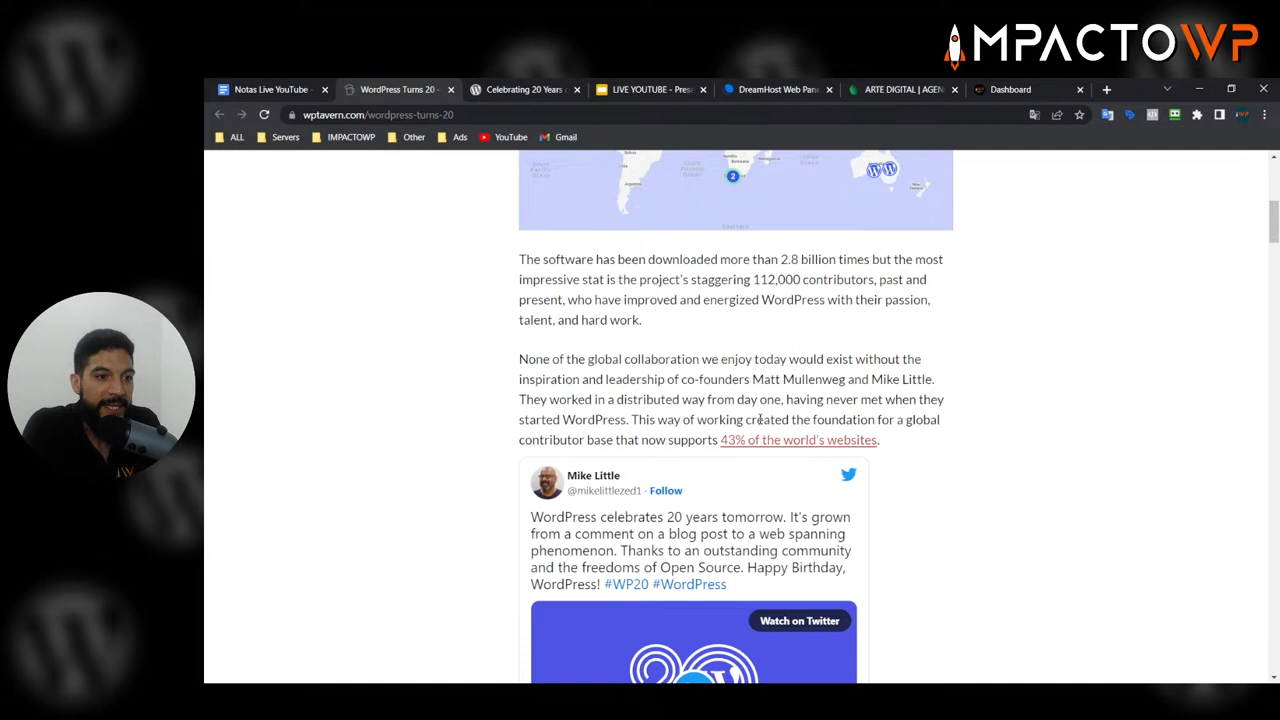 MPACTOWP
Notas Live YouTube -
WordPress Turns 20 –
Celebrating 20 Years o
LIVE YOUTUBE - Prese
DreamHost Web Pan
ARTE DIGITAL | AGEN
Dashboard
wptavern.com/wordpress-turns-20
ALL
Servers
IMPACTOWP
Other
Ads
YouTube
Gmail
2
The software has been downloaded more than 2.8 billion times but the most
impressive stat is the project's staggering 112,000 contributors, past and
present, who have improved and energized WordPress with their passion,
talent, and hard work.
None of the global collaboration we enjoy today would exist without the
inspiration and leadership of co-founders Matt Mullenweg and Mike Little.
They worked in a distributed way from day one, having never met when they
started WordPress. This way of working created the foundation for a global
contributor base that now supports 43% of the world's websites.
Mike Little
@mikelittlezed1 · Follow
WordPress celebrates 20 years tomorrow. It's grown
from a comment on a blog post to a web spanning
phenomenon. Thanks to an outstanding community
and the freedoms of Open Source. Happy Birthday,
WordPress! #WP20 #WordPress
Watch on Twitter